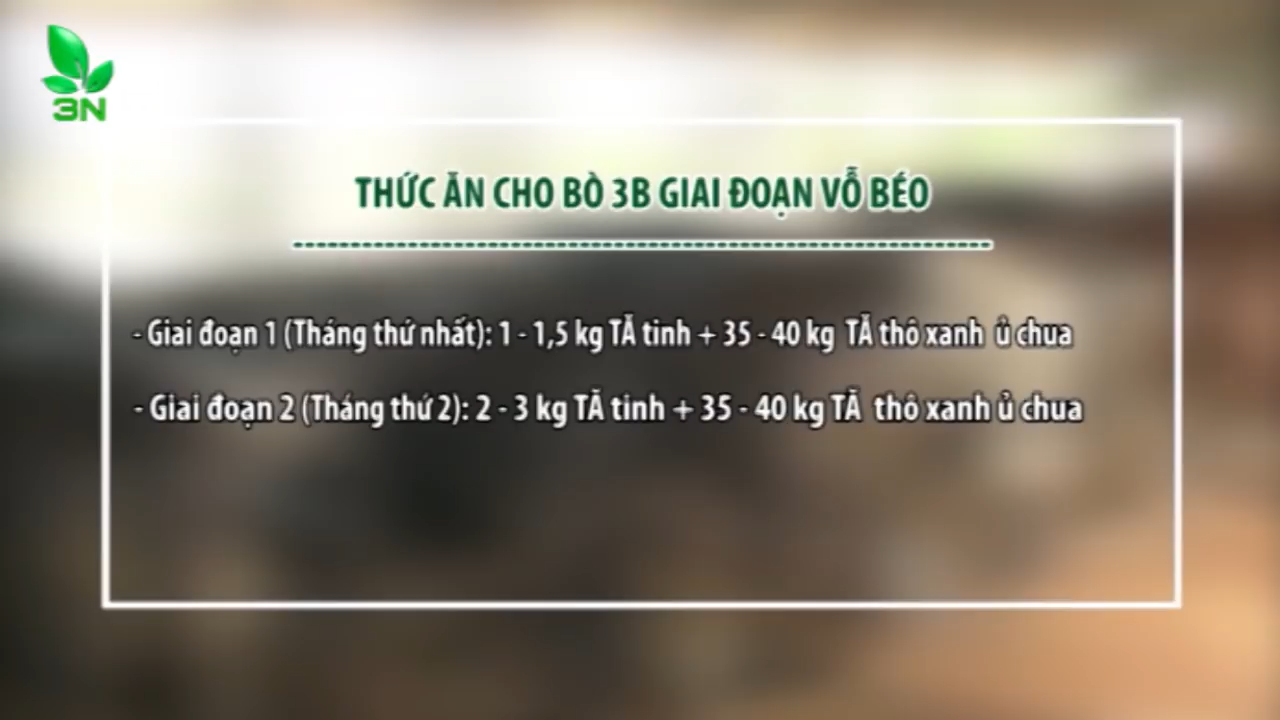 3N
THỨC ĂN CHO BÒ 3B GIAI ĐOẠN VỖ BÉO
- Giai đoạn 1 (Tháng thứ nhất): 1 - 1,5 kg TĂ tinh + 35 - 40 kg TĂ thô xanh ủ chua
- Giai đoạn 2 (Tháng thứ 2): 2 - 3 kg TĂ tinh + 35 - 40 kg TĂ thô xanh ủ chua